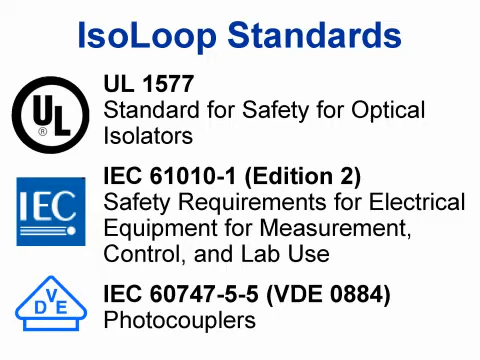 IsoLoop Standards
UL 1577
Standard for Safety for Optical
Isolators
UL
®
IEC 61010-1 (Edition 2)
Safety Requirements for Electrical
Equipment for Measurement,
Control, and Lab Use
IEC
IEC 60747-5-5 (VDE 0884)
Photocouplers
VDE